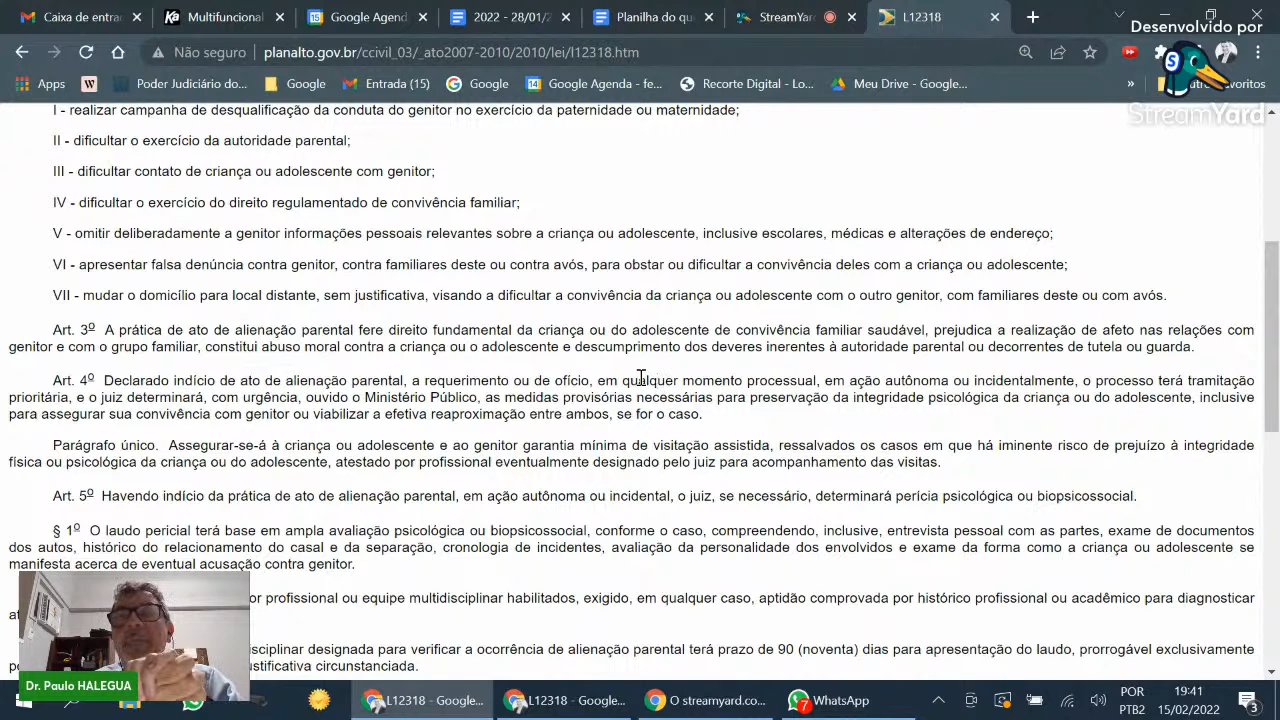 Caixa de entra
Multifuncional
Google Agend
2022 - 28/01/2
Planilha do qu
StreamYard
L12318
Desenvolvido por
Não seguro
planalto.gov.br/ccivil_03/_ato2007-2010/2010/lei/l12318.htm
Apps
Poder Judiciário do...
Google
Entrada (15)
Google
Google Agenda - fe...
Recorte Digital - Lo...
Meu Drive - Google...
»
Outros favoritos
StreamYard
I - realizar campanha de desqualificação da conduta do genitor no exercício da paternidade ou maternidade;
II - dificultar o exercício da autoridade parental;
III - dificultar contato de criança ou adolescente com genitor;
IV - dificultar o exercício do direito regulamentado de convivência familiar;
V - omitir deliberadamente a genitor informações pessoais relevantes sobre a criança ou adolescente, inclusive escolares, médicas e alterações de endereço;
VI - apresentar falsa denúncia contra genitor, contra familiares deste ou contra avós, para obstar ou dificultar a convivência deles com a criança ou adolescente;
VII - mudar o domicílio para local distante, sem justificativa, visando a dificultar a convivência da criança ou adolescente com o outro genitor, com familiares deste ou com avós.
Art. 3º A prática de ato de alienação parental fere direito fundamental da criança ou do adolescente de convivência familiar saudável, prejudica a realização de afeto nas relações com
genitor e com o grupo familiar, constitui abuso moral contra a criança ou o adolescente e descumprimento dos deveres inerentes à autoridade parental ou decorrentes de tutela ou guarda.
Art. 4º Declarado indício de ato de alienação parental, a requerimento ou de ofício, em qualquer momento processual, em ação autônoma ou incidentalmente, o processo terá tramitação
prioritária, e o juiz determinará, com urgência, ouvido o Ministério Público, as medidas provisórias necessárias para preservação da integridade psicológica da criança ou do adolescente, inclusive
para assegurar sua convivência com genitor ou viabilizar a efetiva reaproximação entre ambos, se for o caso.
Parágrafo único. Assegurar-se-á à criança ou adolescente e ao genitor garantia mínima de visitação assistida, ressalvados os casos em que há iminente risco de prejuízo à integridade
física ou psicológica da criança ou do adolescente, atestado por profissional eventualmente designado pelo juiz para acompanhamento das visitas.
Art. 5º Havendo indício da prática de ato de alienação parental, em ação autônoma ou incidental, o juiz, se necessário, determinará perícia psicológica ou biopsicossocial.
§ 1º O laudo pericial terá base em ampla avaliação psicológica ou biopsicossocial, conforme o caso, compreendendo, inclusive, entrevista pessoal com as partes, exame de documentos
dos autos, histórico do relacionamento do casal e da separação, cronologia de incidentes, avaliação da personalidade dos envolvidos e exame da forma como a criança ou adolescente se
manifesta acerca de eventual acusação contra genitor.
or profissional ou equipe multidisciplinar habilitados, exigido, em qualquer caso, aptidão comprovada por histórico profissional ou acadêmico para diagnosticar
at
isciplinar designada para verificar a ocorrência de alienação parental terá prazo de 90 (noventa) dias para apresentação do laudo, prorrogável exclusivamente
po
stificativa circunstanciada.
Dr. Paulo HALEGUA
L12318 - Google...
L12318 - Google...
O streamyard.co...
7
WhatsApp
POR
PTB2
19:41
15/02/2022
3